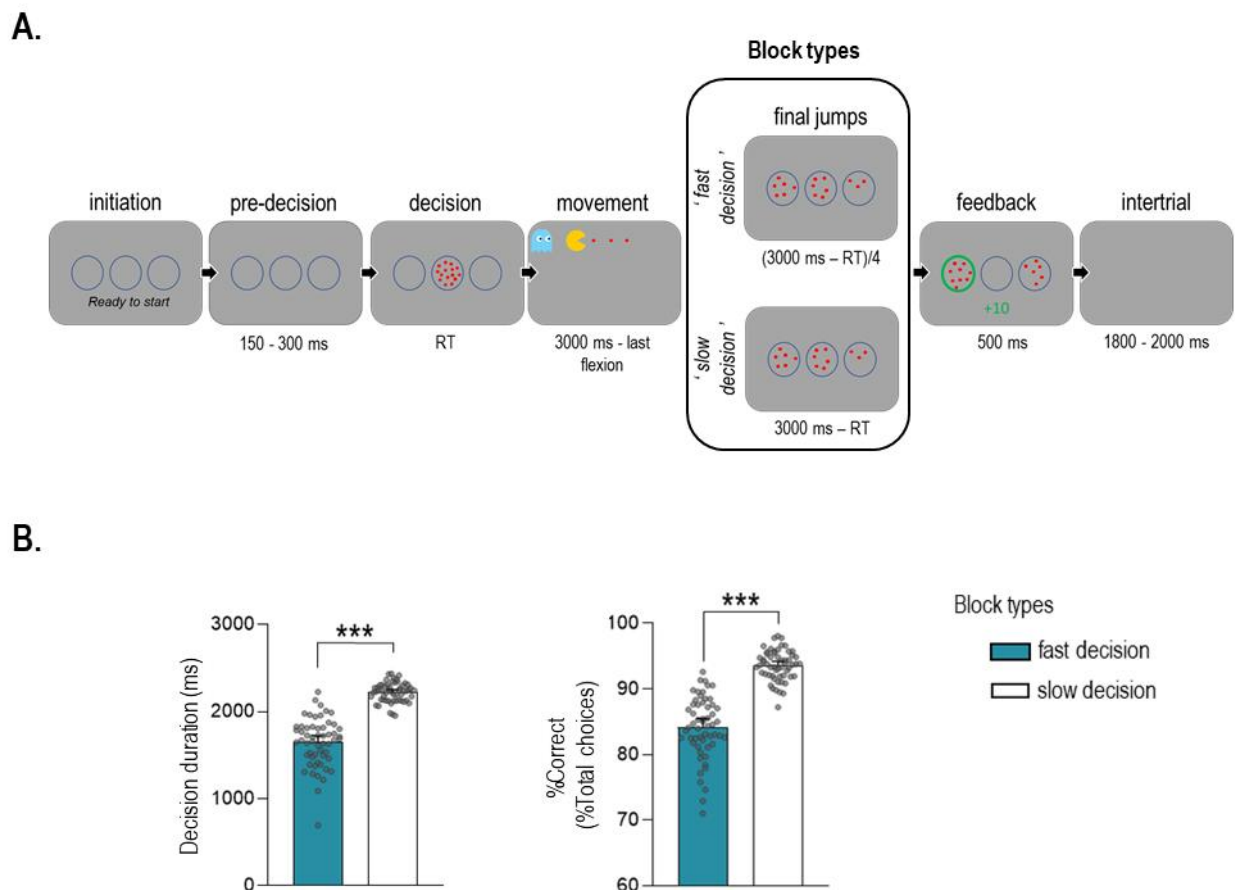 A.
Block types
final jumps
' fast
decision '
(3000 ms – RT)/4
initiation
pre-decision
decision
movement
feedback
intertrial
Ready to start
+10
150 - 300 ms
RT
3000 ms - last
flexion
500 ms
1800 - 2000 ms
' slow
decision '
3000 ms – RT
B.
Decision duration (ms)
3000
2000
1000
0
***
%Correct
(%Total choices)
100
90
80
70
60
***
Block types
fast decision
slow decision